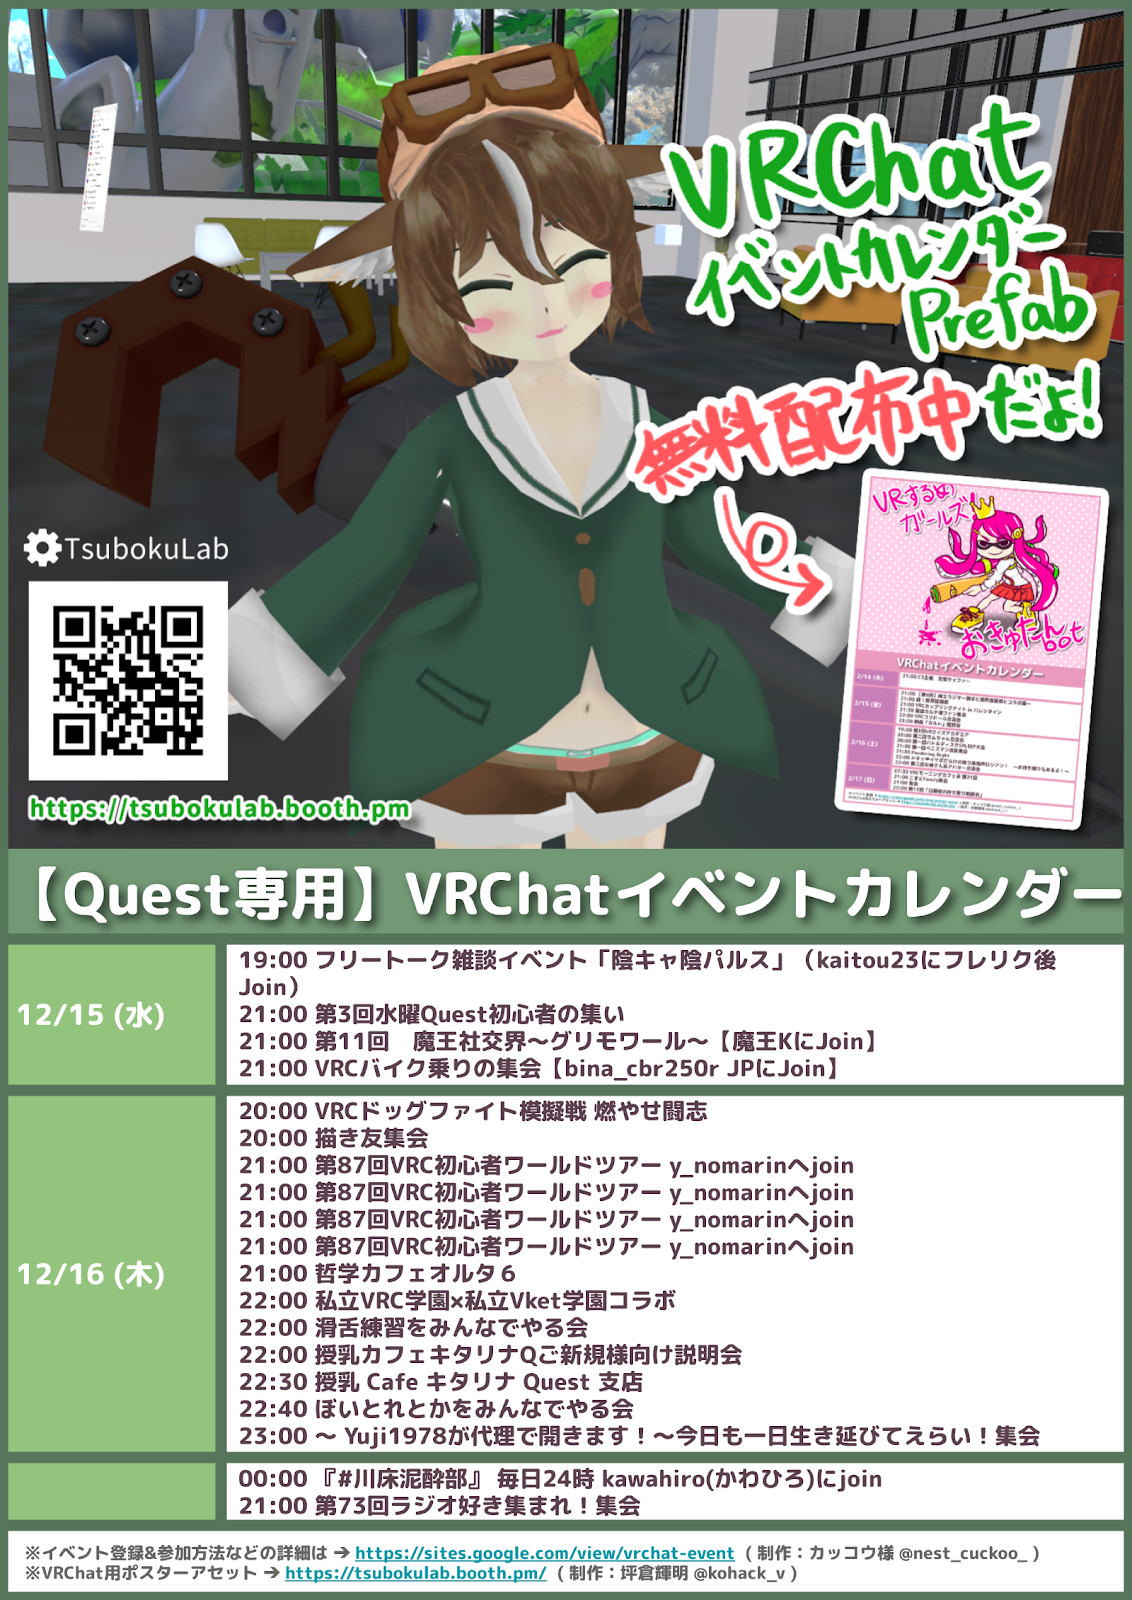 VRChat
イベントカレンダー
Prefab
無料配布中だよ!
TsubokuLab
https://tsubokulab.booth.pm
VRするめ
ガールズ
おきゅたん
bot
VRChatイベントカレンダー
2/14 (木)
2/15 (金)
2/16 (土)
2/17 (日)
【Quest専用】VRChatイベントカレンダー
12/15 (水)
19:00 フリートーク雑談イベント「陰キャ陰パルス」（kaitou23にフレリク後
Join）
21:00 第3回水曜Quest初心者の集い
21:00 第11回　魔王社交界～グリモワール～【魔王KにJoin】
21:00 VRCバイク乗りの集会【bina_cbr250r JPにJoin】
12/16 (木)
20:00 VRCドッグファイト模擬戦 燃やせ闘志
20:00 描き友集会
21:00 第87回VRC初心者ワールドツアー y_nomarinへjoin
21:00 第87回VRC初心者ワールドツアー y_nomarinへjoin
21:00 第87回VRC初心者ワールドツアー y_nomarinへjoin
21:00 第87回VRC初心者ワールドツアー y_nomarinへjoin
21:00 哲学カフェオルタ６
22:00 私立VRC学園×私立Vket学園コラボ
22:00 滑舌練習をみんなでやる会
22:00 授乳カフェキタリナQご新規様向け説明会
22:30 授乳 Cafe キタリナ Quest 支店
22:40 ぼいとれとかをみんなでやる会
23:00 ～ Yuji1978が代理で開きます！～今日も一日生き延びてえらい！集会
00:00 『#川床泥酔部』 毎日24時 kawahiro(かわひろ)にjoin
21:00 第73回ラジオ好き集まれ！集会
※イベント登録&参加方法などの詳細は → https://sites.google.com/view/vrchat-event （ 制作：カッコウ様 @nest_cuckoo_ ）
※VRChat用ポスターアセット → https://tsubokulab.booth.pm/ （ 制作：坪倉輝明 @kohack_v ）